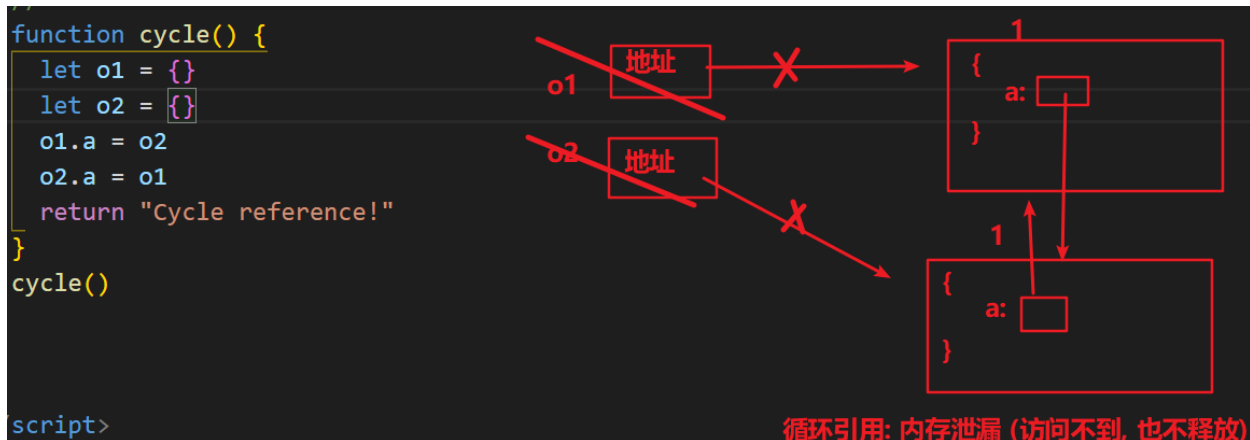 function cycle() {
let o1 = {}
let o2 = {}
o1.a = o2
o2.a = o1
return "Cycle reference!"
}
cycle()
script>
o1
地址
o2
地址
1
{
a:
}
1
{
a:
}
循环引用: 内存泄漏 (访问不到, 也不释放)